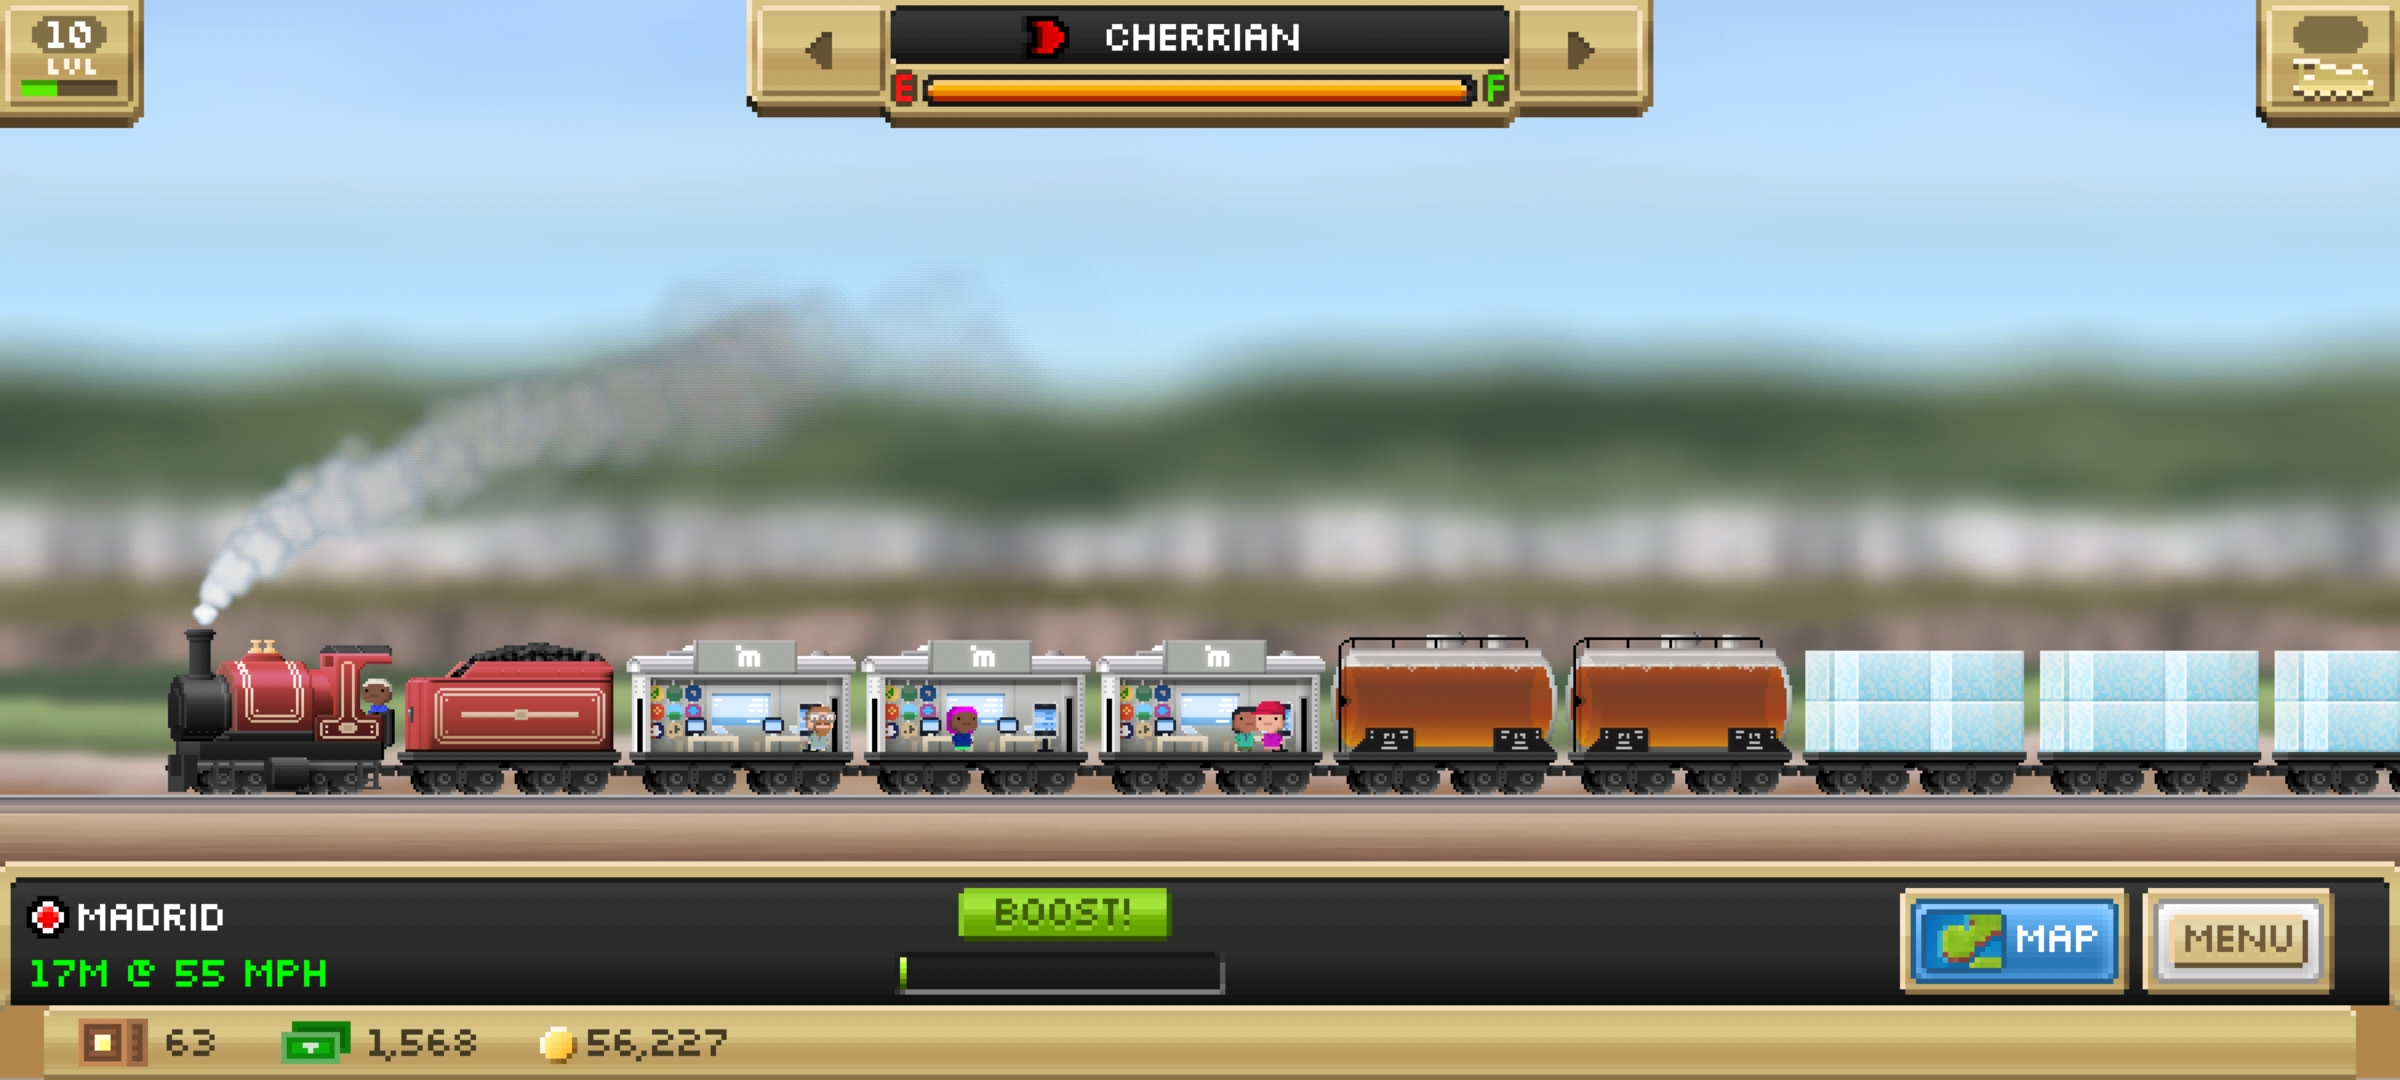 10
LVL
CHERRIAN
E
F
m
m
m
MADRID
17M @ 55 MPH
BOOST!
MAP
MENU
63
1,568
56,227